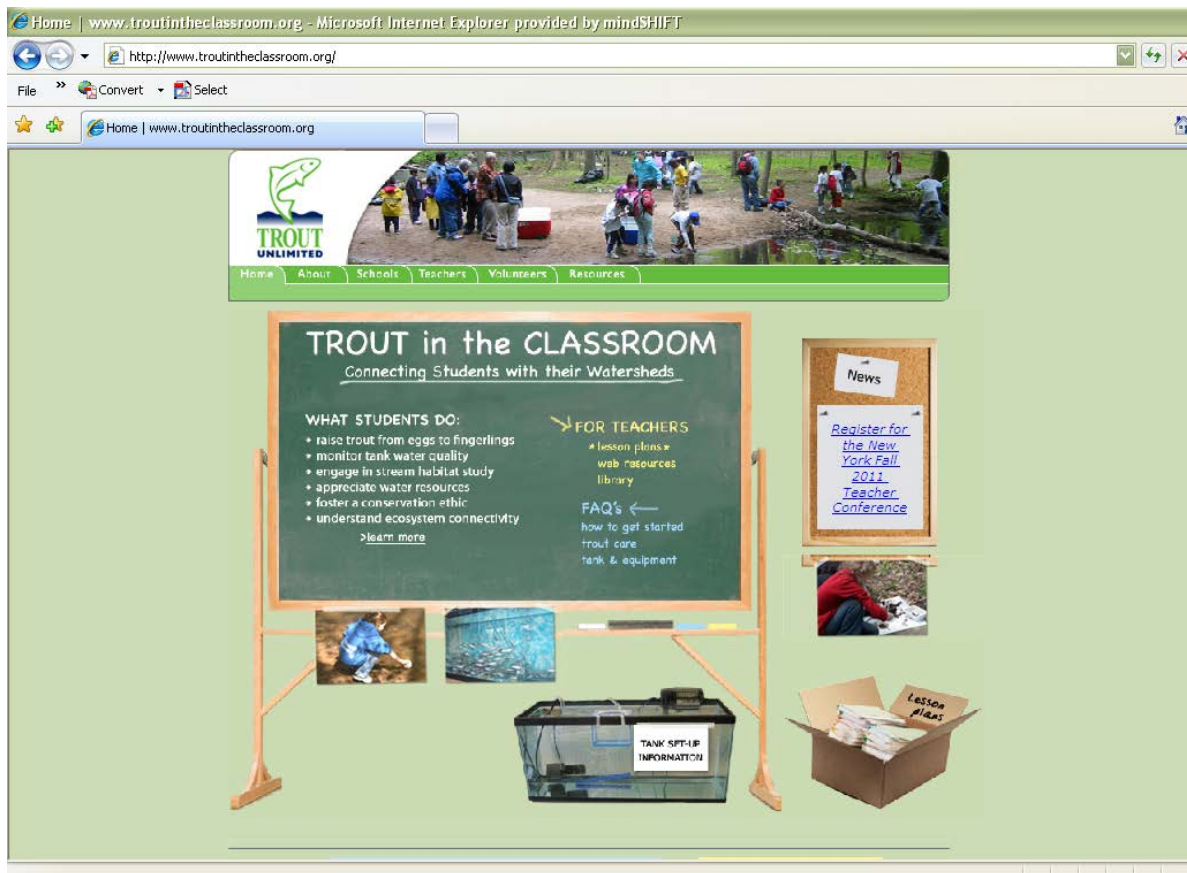 Home | www.troutintheclassroom.org - Microsoft Internet Explorer provided by mindSHIFT
http://www.troutintheclassroom.org/
File » Convert Select
Home | www.troutintheclassroom.org
TROUT
UNLIMITED
Home About Schools Teachers Volunteers Resources
TROUT in the CLASSROOM
Connecting Students with their Watersheds
WHAT STUDENTS DO:
• raise trout from eggs to fingerlings
• monitor tank water quality
• engage in stream habitat study
• appreciate water resources
• foster a conservation ethic
• understand ecosystem connectivity
>learn more
FOR TEACHERS
*lesson plans*
web resources
library
FAQ's
how to get started
trout care
tank & equipment
News
Register for
the New
York Fall
2011
Teacher
Conference
TANK SET-UP
INFORMATION
Lesson
plans